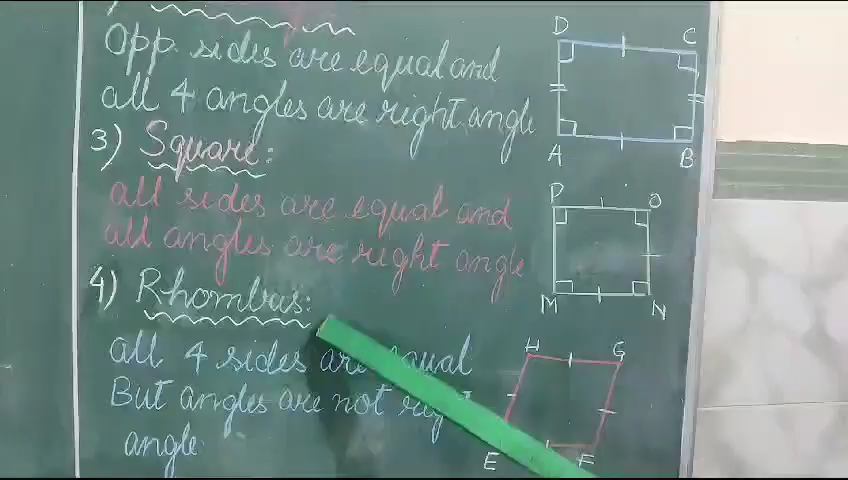 Opp. sides are equal and
all 4 angles are right angle
3) Square:
all sides are equal and
all angles are right angle
4) Rhombus:
all 4 sides are equal
But angles are not right
angle
D C
A B
P O
M N
H G
E F